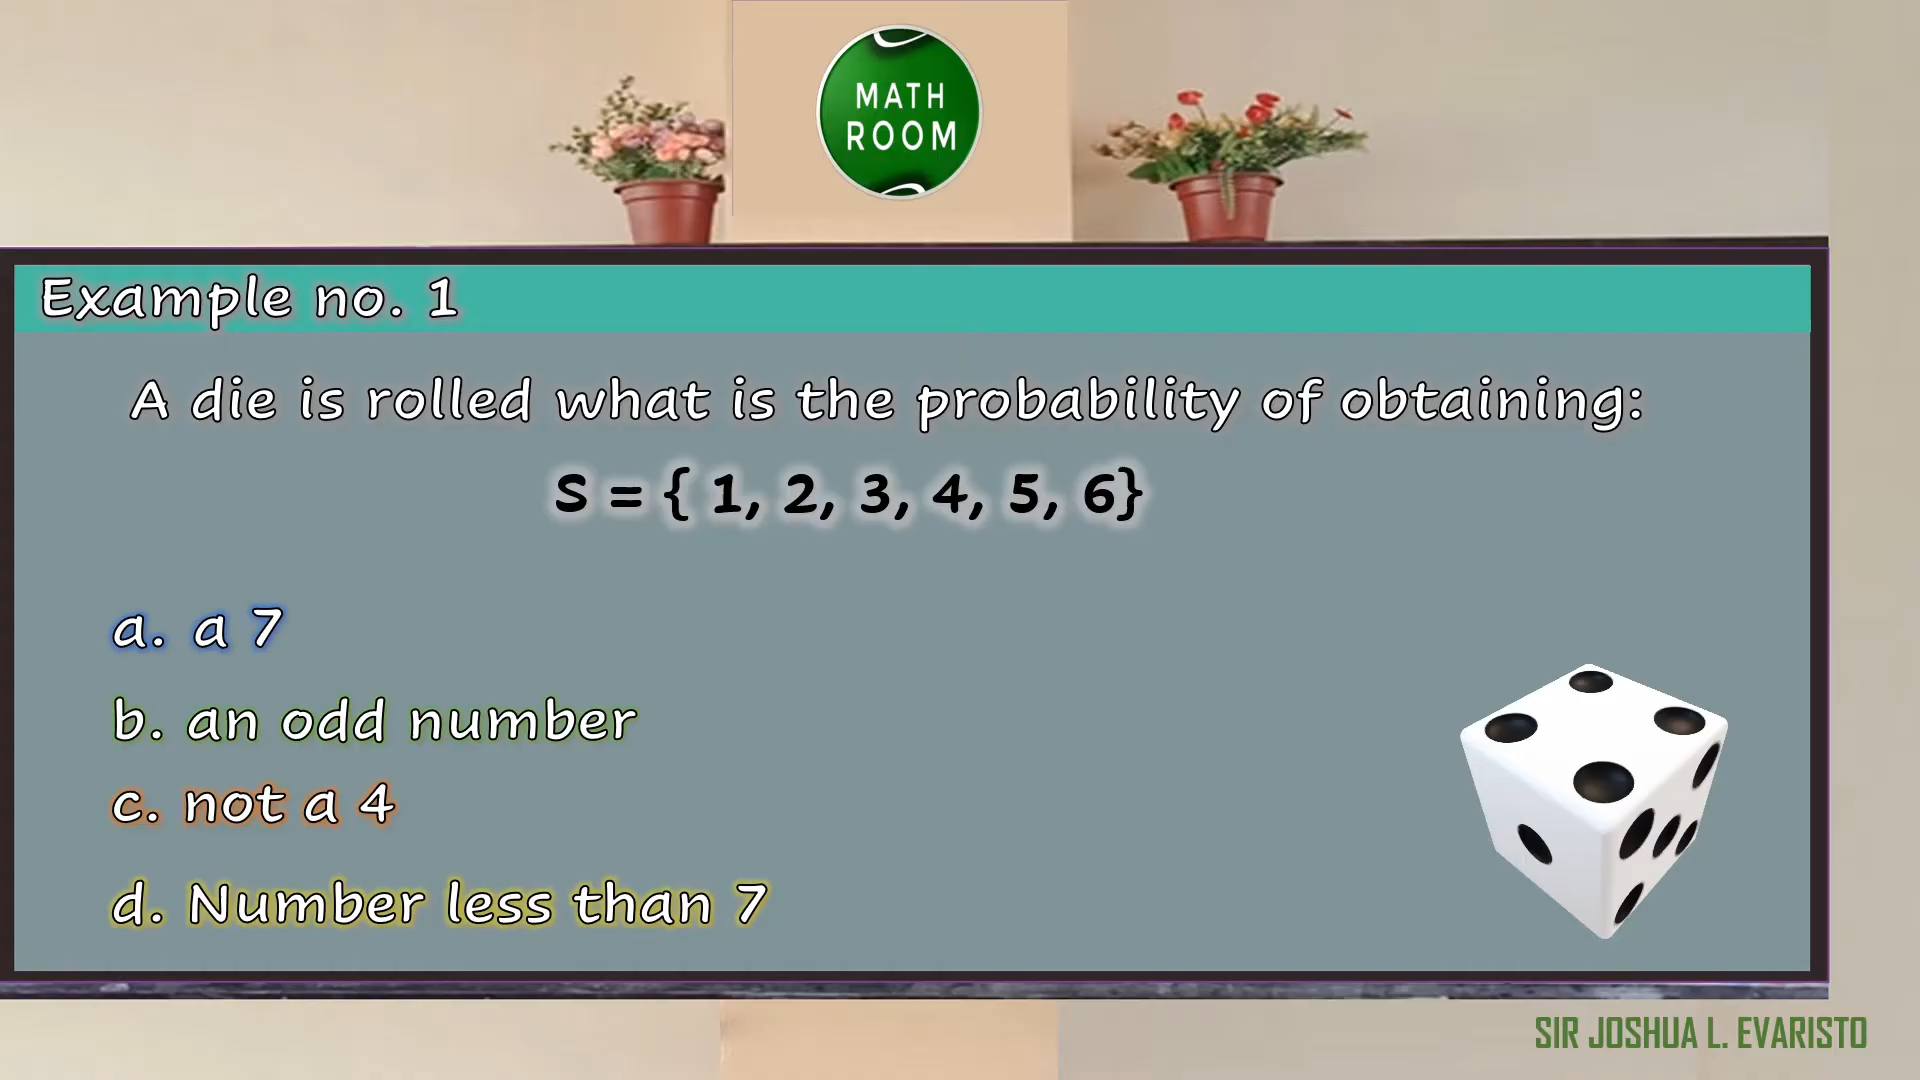 MATH
ROOM
Example no. 1
A die is rolled what is the probability of obtaining:
S = { 1, 2, 3, 4, 5, 6}
a. a 7
b. an odd number
c. not a 4
d. Number less than 7
SIR JOSHUA L. EVARISTO